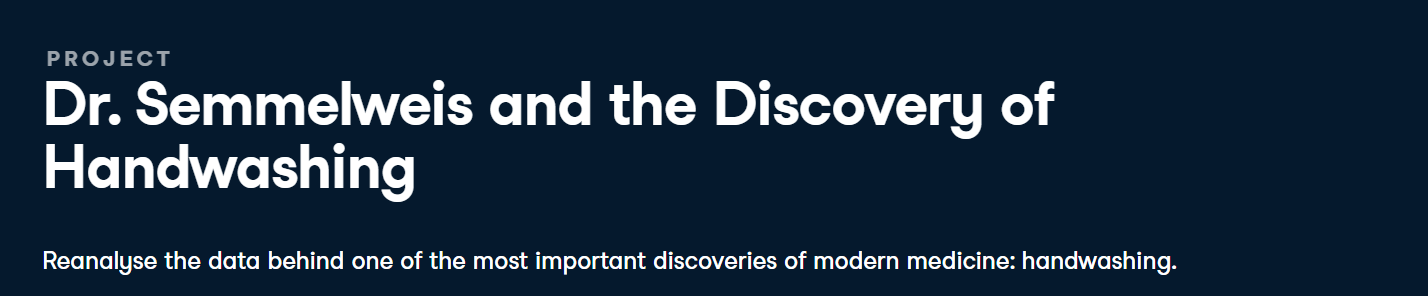 PROJECT
Dr. Semmelweis and the Discovery of
Handwashing
Reanalyse the data behind one of the most important discoveries of modern medicine: handwashing.